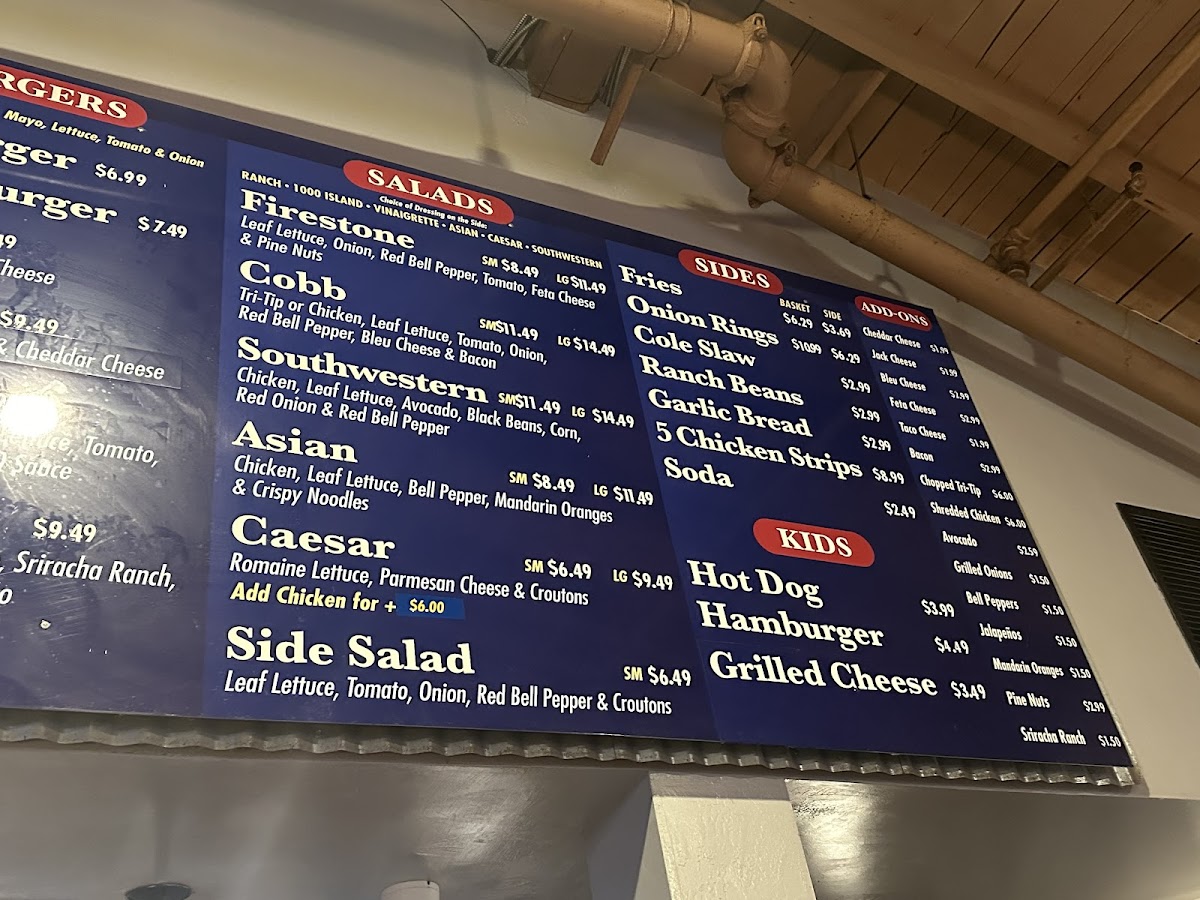 RGERS
Mayo, Lettuce, Tomato & Onion
ger $6.99
urger $7.49
49
heese
$9.49
& Cheddar Cheese
Tomato,
Sauce
$9.49
, Sriracha Ranch,
o
SALADS
Choice of Dressing on the Side:
RANCH • 1000 ISLAND • VINAIGRETTE • ASIAN • CAESAR • SOUTHWESTERN
Firestone SM $8.49 LG $11.49
Leaf Lettuce, Onion, Red Bell Pepper, Tomato, Feta Cheese
& Pine Nuts
Cobb SM $11.49 LG $14.49
Tri-Tip or Chicken, Leaf Lettuce, Tomato, Onion,
Red Bell Pepper, Bleu Cheese & Bacon
Southwestern SM $11.49 LG $14.49
Chicken, Leaf Lettuce, Avocado, Black Beans, Corn,
Red Onion & Red Bell Pepper
Asian SM $8.49 LG $11.49
Chicken, Leaf Lettuce, Bell Pepper, Mandarin Oranges
& Crispy Noodles
Caesar SM $6.49 LG $9.49
Romaine Lettuce, Parmesan Cheese & Croutons
Add Chicken for + $6.00
Side Salad SM $6.49
Leaf Lettuce, Tomato, Onion, Red Bell Pepper & Croutons
SIDES
BASKET SIDE
Fries $6.29 $3.69
Onion Rings $10.99 $6.29
Cole Slaw $2.99
Ranch Beans $2.99
Garlic Bread $2.99
5 Chicken Strips $8.99
Soda $2.49
KIDS
Hot Dog $3.99
Hamburger $4.49
Grilled Cheese $3.49
ADD-ONS
Cheddar Cheese $1.99
Jack Cheese $1.99
Bleu Cheese $2.99
Feta Cheese $2.99
Taco Cheese $1.99
Bacon $2.99
Chopped Tri-Tip $6.00
Shredded Chicken $6.00
Avocado $2.59
Grilled Onions $1.50
Bell Peppers $1.50
Jalapeños $1.50
Mandarin Oranges $1.50
Pine Nuts $2.99
Sriracha Ranch $1.50